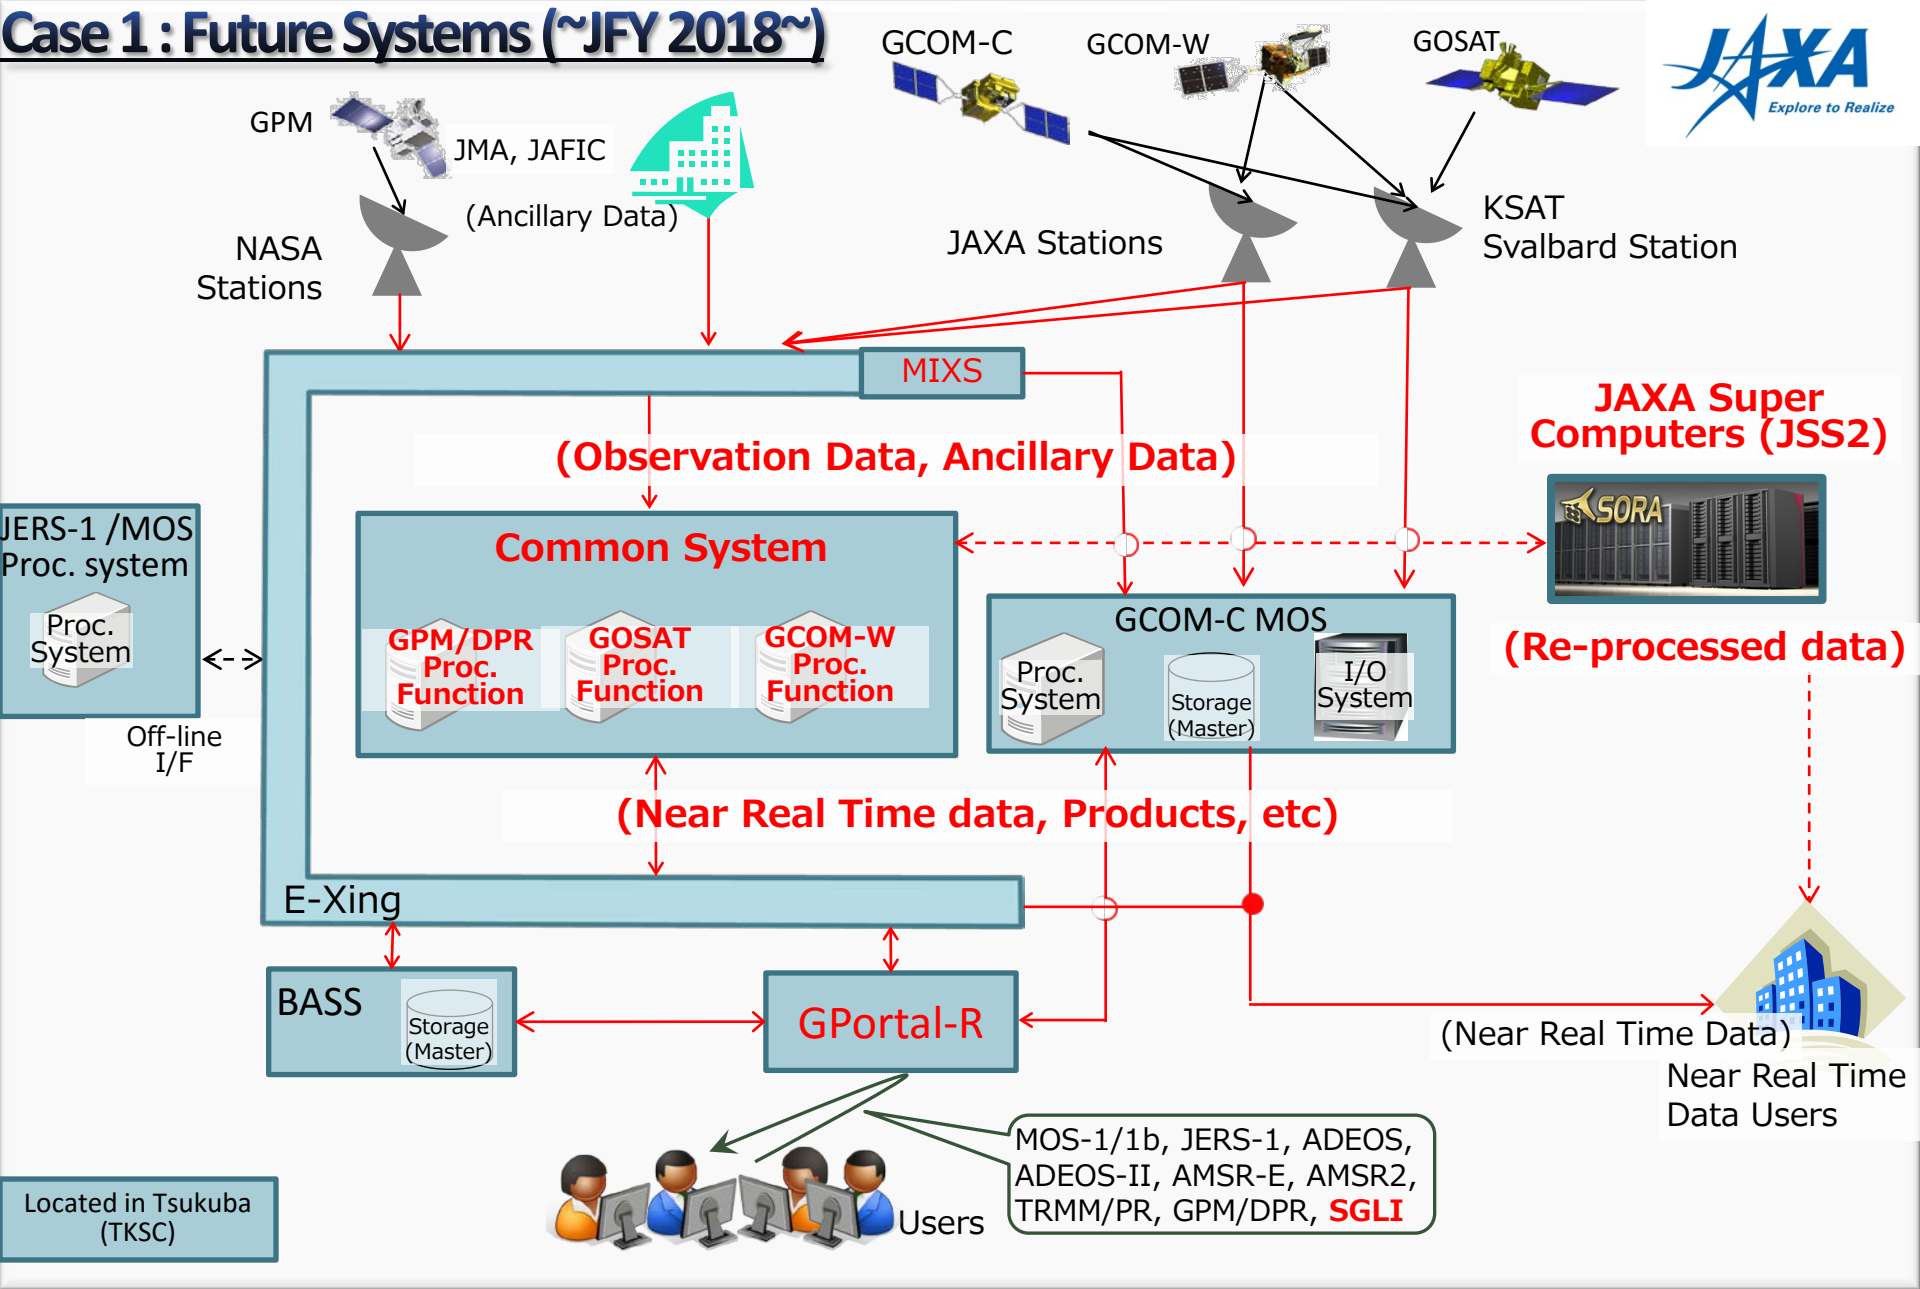 Case 1 : Future Systems (~JFY 2018~)
GCOM-C
GCOM-W
GOSAT
JAXA
Explore to Realize
GPM
JMA, JAFIC
(Ancillary Data)
NASA
Stations
JAXA Stations
KSAT
Svalbard Station
MIXS
(Observation Data, Ancillary Data)
JAXA Super
Computers (JSS2)
SORA
(Re-processed data)
JERS-1 /MOS
Proc. system
Proc.
System
Off-line
I/F
Common System
GPM/DPR
Proc.
Function
GOSAT
Proc.
Function
GCOM-W
Proc.
Function
GCOM-C MOS
Proc.
System
Storage
(Master)
I/O
System
(Near Real Time data, Products, etc)
E-Xing
BASS
Storage
(Master)
GPortal-R
(Near Real Time Data)
Near Real Time
Data Users
MOS-1/1b, JERS-1, ADEOS,
ADEOS-II, AMSR-E, AMSR2,
TRMM/PR, GPM/DPR, SGLI
Users
Located in Tsukuba
(TKSC)